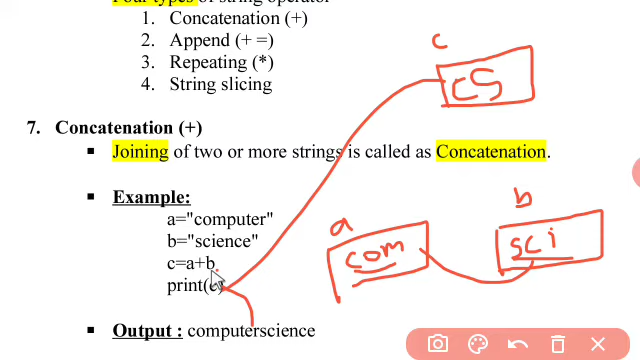 Four types of string operator
1. Concatenation (+)
2. Append (+ =)
3. Repeating (*)
4. String slicing
c
CS
7. Concatenation (+)
Joining of two or more strings is called as Concatenation.
Example:
a="computer"
b="science"
c=a+b
print(c)
a
com
b
sci
Output : computerscience